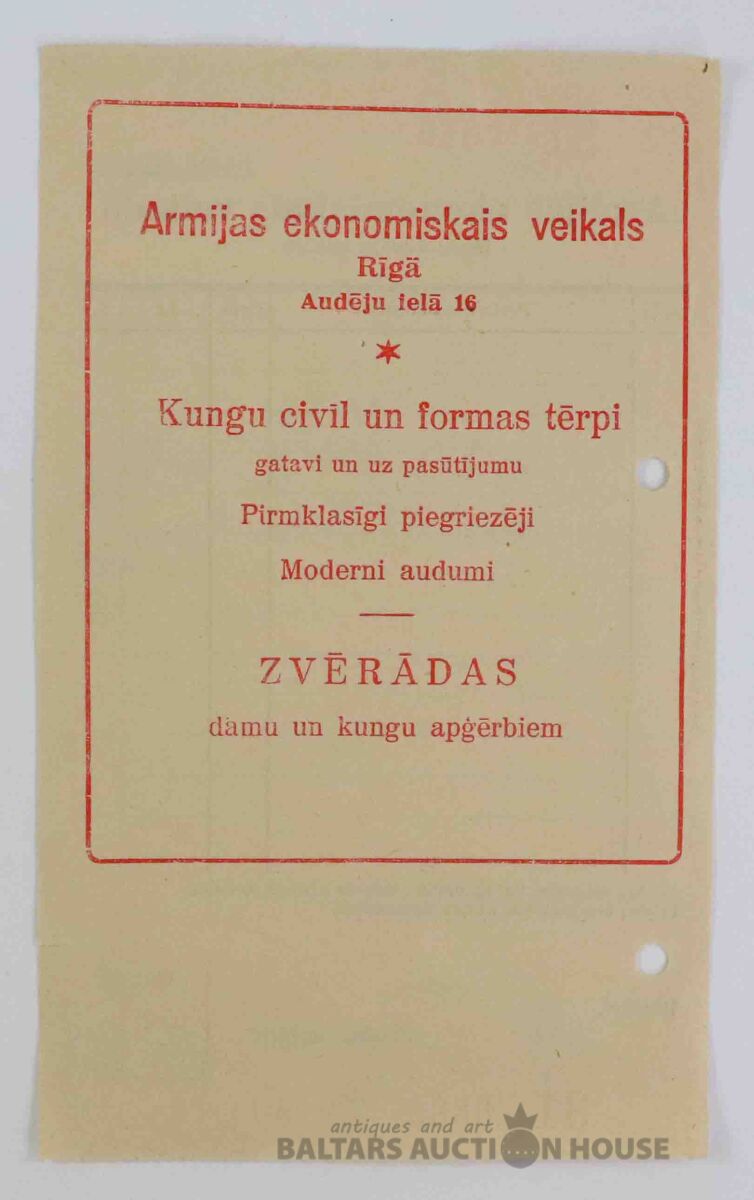 Armijas ekonomiskais veikals
Rīgā
Audēju ielā 16
Kungu civīl un formas tērpi
gatavi un uz pasūtījumu
Pirmklasīgi piegriezēji
Moderni audumi
ZVĒRĀDAS
dāmu un kungu apģērbiem
antiques and art
BALTARS AUCTION HOUSE